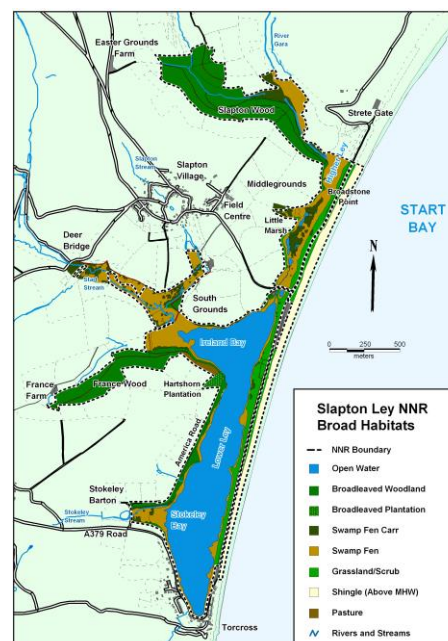 River
Gara
Easter Grounds
Farm
Slapton Wood
Strete Gate
Higher Ley
Slapton
Stream
Slapton
Village
Middlegrounds
Field
Centre
Broadstone
Point
START
BAY
Little
Marsh
N
Deer
Bridge
Stream
South
Grounds
Ireland Bay
0
250
500
meters
France
Farm
France Wood
Hartshorn
Plantation
America Road
Lower Ley
Stokeley
Barton
Stokeley
Stream
Stokeley
Bay
A379 Road
Torcross
Slapton Ley NNR
Broad Habitats
NNR Boundary
Open Water
Broadleaved Woodland
Broadleaved Plantation
Swamp Fen Carr
Swamp Fen
Grassland/Scrub
Shingle (Above MHW)
Pasture
Rivers and Streams